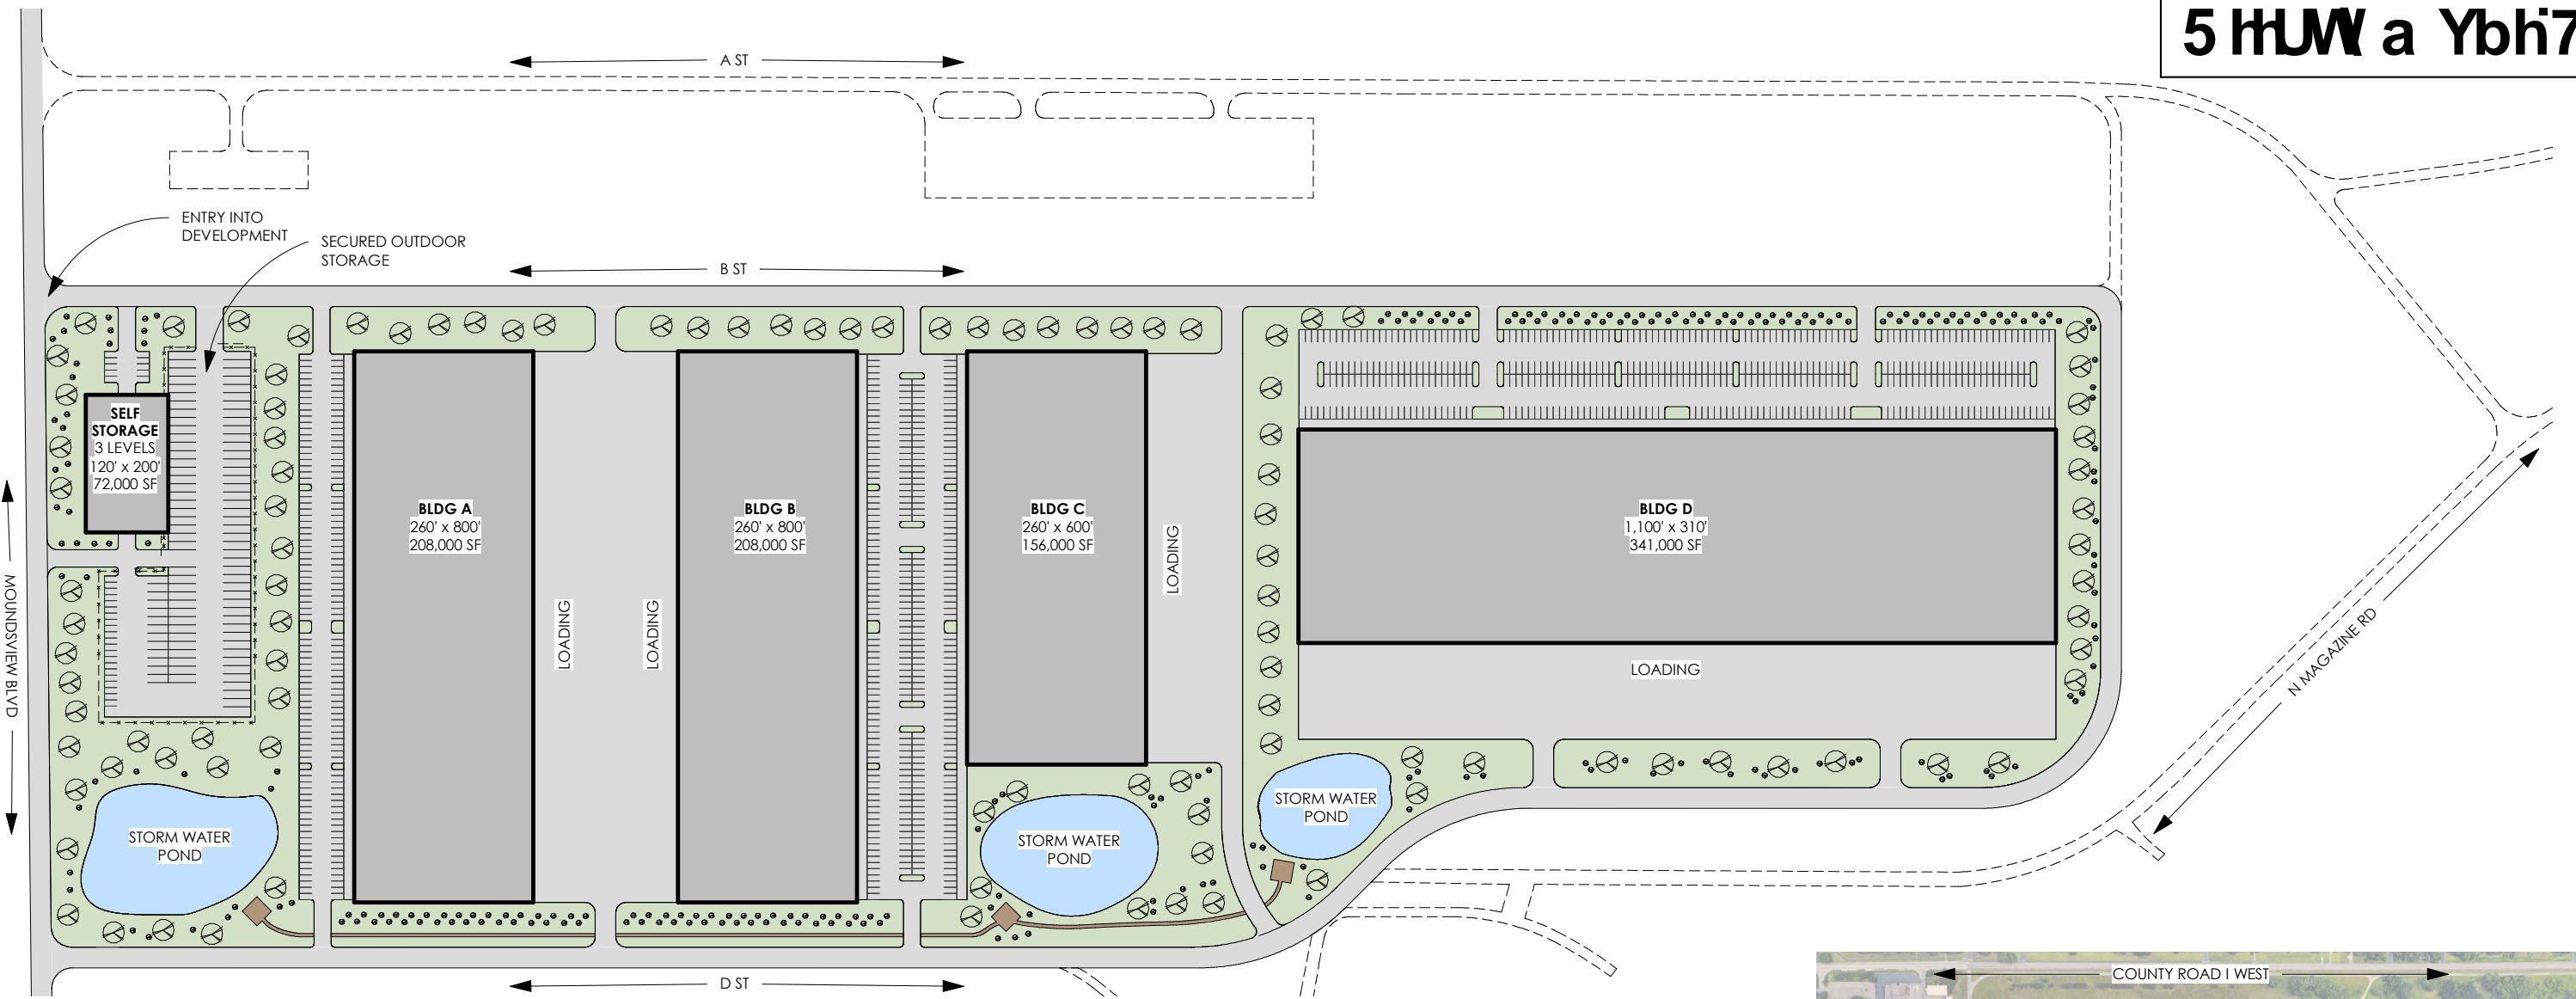 A ST
ENTRY INTO
DEVELOPMENT
SECURED OUTDOOR
STORAGE
B ST
SELF
STORAGE
3 LEVELS
120' x 200'
72,000 SF
BLDG A
260' x 800'
208,000 SF
BLDG B
260' x 800'
208,000 SF
BLDG C
260' x 600'
156,000 SF
BLDG D
1,100' x 310'
341,000 SF
LOADING
LOADING
LOADING
LOADING
MOUNDSVIEW BLVD
N MAGAZINE RD
STORM WATER
POND
STORM WATER
POND
STORM WATER
POND
D ST
COUNTY ROAD I WEST